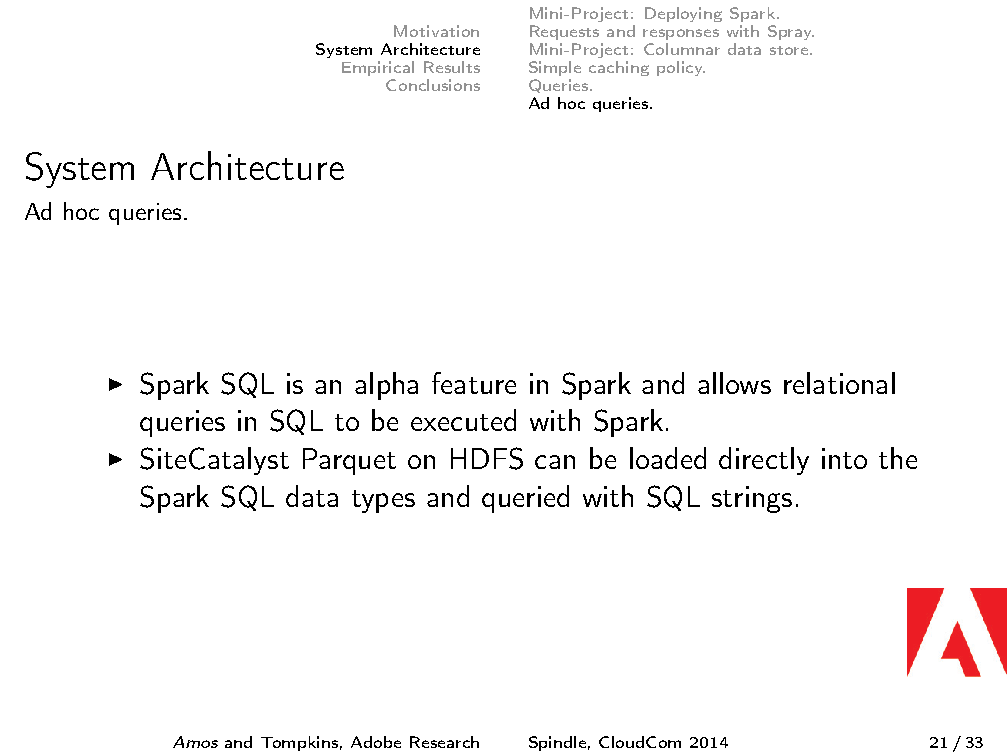 Motivation
System Architecture
Empirical Results
Conclusions
Mini-Project: Deploying Spark.
Requests and responses with Spray.
Mini-Project: Columnar data store.
Simple caching policy.
Queries.
Ad hoc queries.
System Architecture
Ad hoc queries.
▶ Spark SQL is an alpha feature in Spark and allows relational
queries in SQL to be executed with Spark.
▶ SiteCatalyst Parquet on HDFS can be loaded directly into the
Spark SQL data types and queried with SQL strings.
Amos and Tompkins, Adobe Research
Spindle, CloudCom 2014
21 / 33